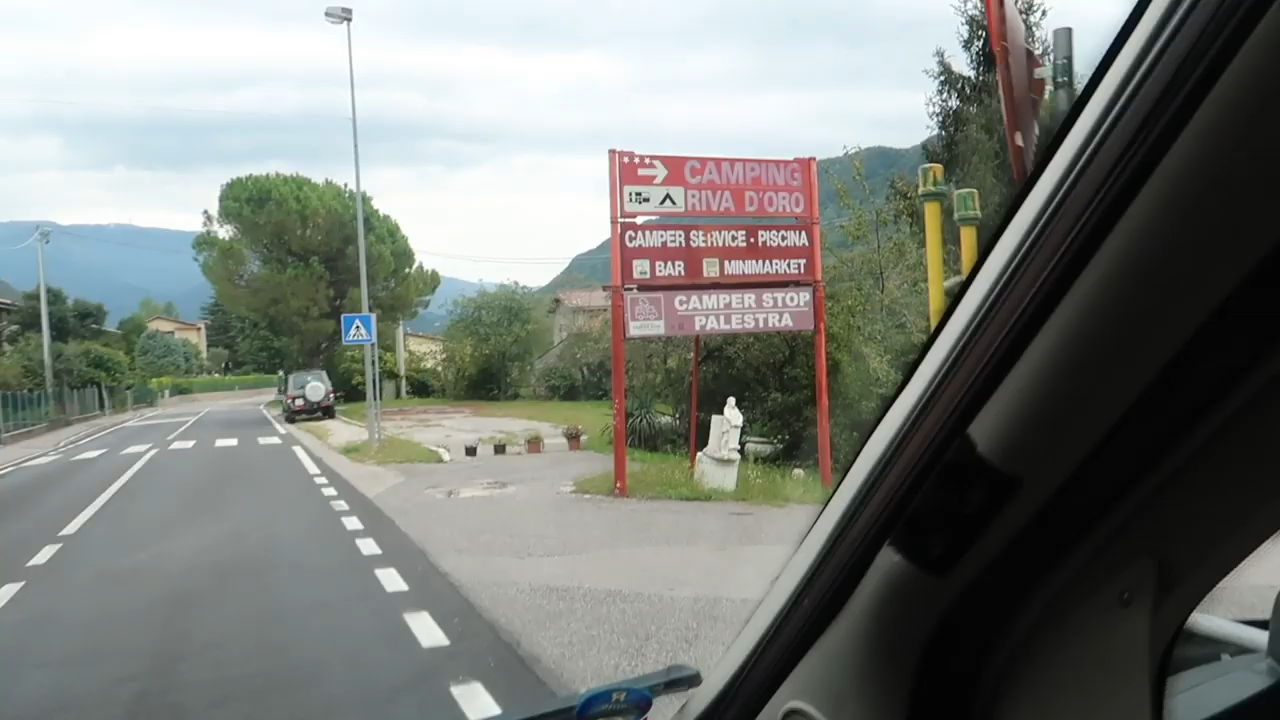 CAMPING
RIVA D'ORO
CAMPER SERVICE - PISCINA
BAR MINIMARKET
CAMPER STOP
PALESTRA